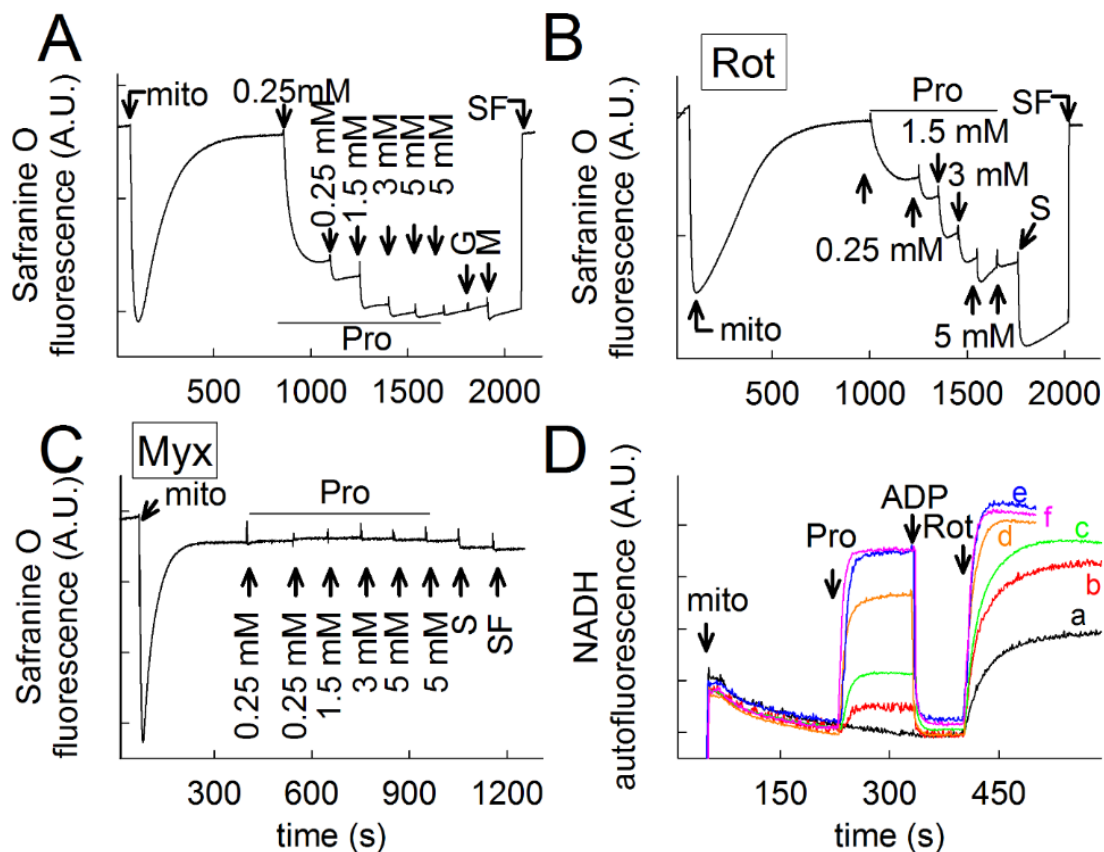 A
mito
0.25mM
0.25 mM
1.5 mM
3 mM
5 mM
5 mM
G
M
SF
Pro
Safranine O
fluorescence (A.U.)
500
1000
1500
2000
B
Rot
Pro
SF
1.5 mM
3 mM
S
0.25 mM
mito
5 mM
Safranine O
fuorescence (A.U.)
500
1000
1500
2000
C
Myx
mito
Pro
0.25 mM
0.25 mM
1.5 mM
3 mM
5 mM
5 mM
S
SF
Safranine O
fluorescence (A.U.)
300
600
900
1200
time (s)
D
mito
Pro
ADP
Rot
e
f
d
c
b
a
NADH
autofluorescence (A.U.)
150
300
450
time (s)